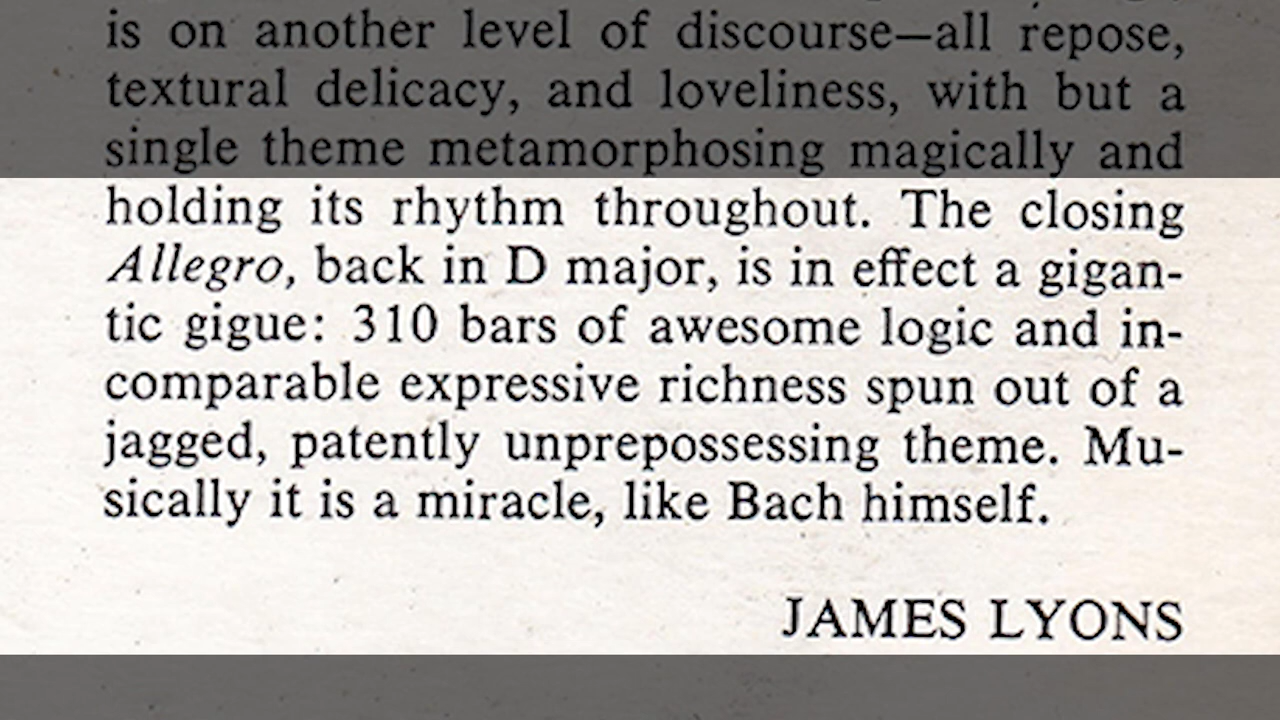 is on another level of discourse—all repose,
textural delicacy, and loveliness, with but a
single theme metamorphosing magically and
holding its rhythm throughout. The closing
Allegro, back in D major, is in effect a gigan-
tic gigue: 310 bars of awesome logic and in-
comparable expressive richness spun out of a
jagged, patently unprepossessing theme. Mu-
sically it is a miracle, like Bach himself.
JAMES LYONS